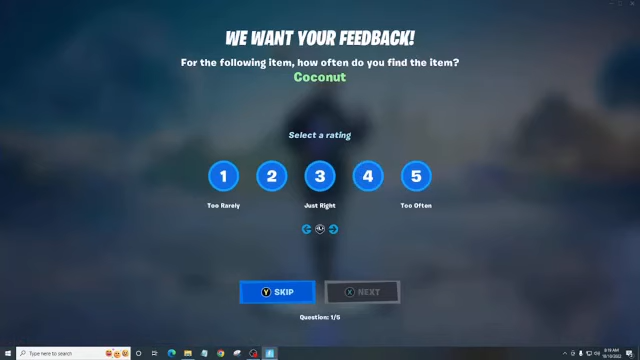 WE WANT YOUR FEEDBACK!
For the following item, how often do you find the item?
Coconut
Select a rating
1 2 3 4 5
Too Rarely Just Right Too Often
Y SKIP X NEXT
Question: 1/5
Type here to search